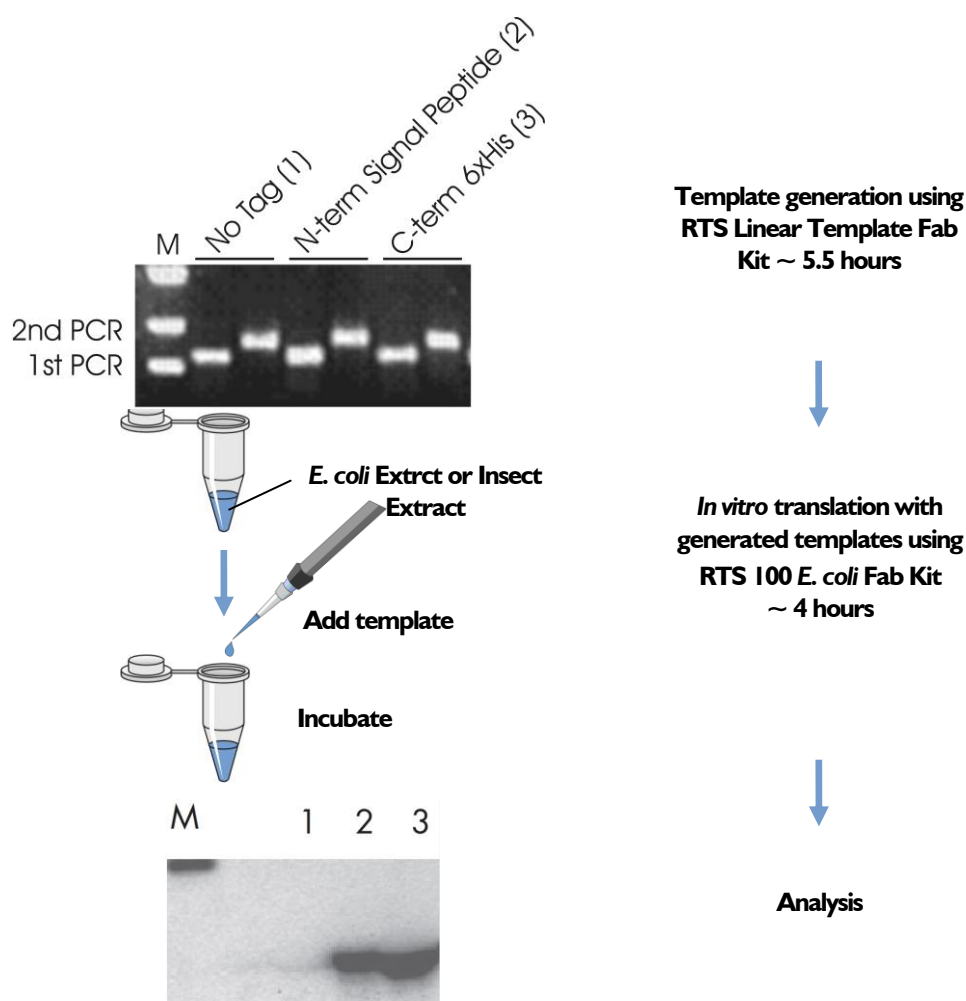 No Tag (1)
N-term Signal Peptide (2)
C-term 6xHis (3)
M
2nd PCR
1st PCR
Template generation using
RTS Linear Template Fab
Kit ~ 5.5 hours
E. coli Extrct or Insect
Extract
In vitro translation with
generated templates using
RTS 100 E. coli Fab Kit
~ 4 hours
Add template
Incubate
M 1 2 3
Analysis